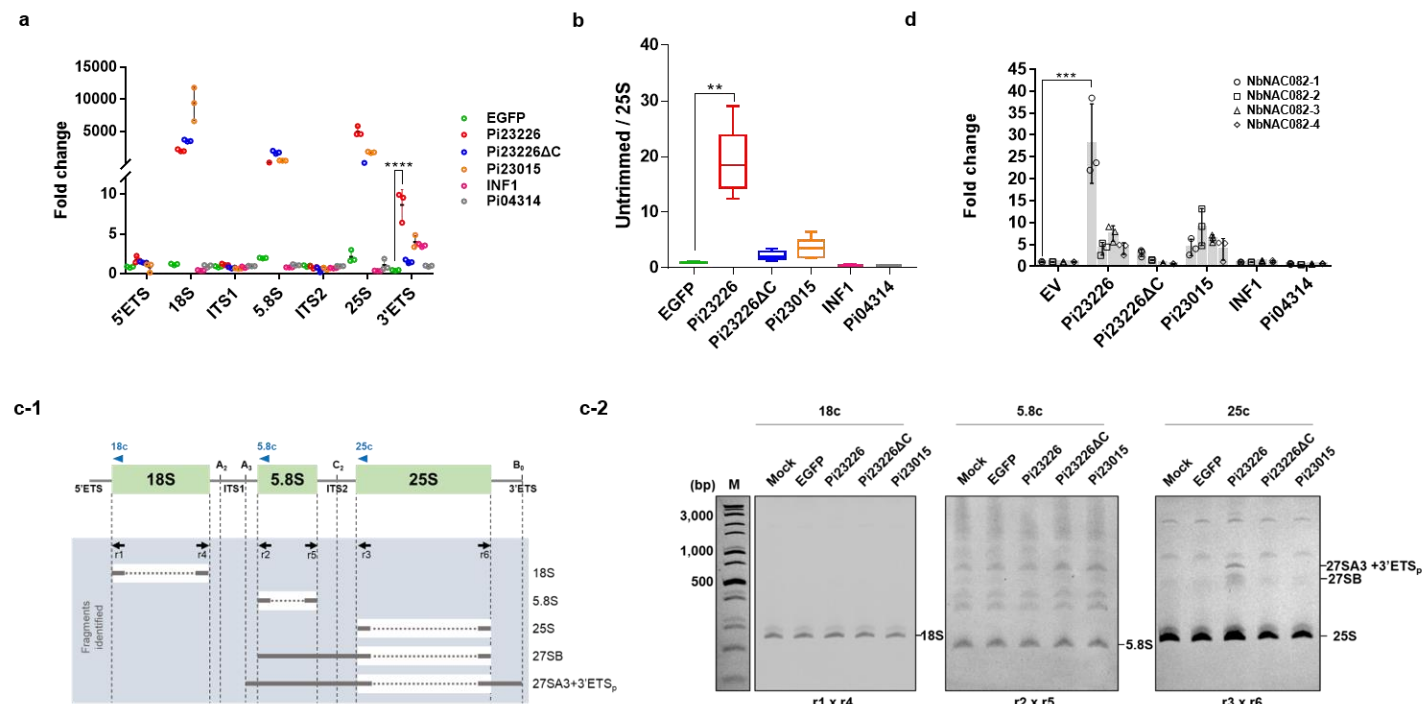 a
Fold change
15000
10000
5000
10
5
0
****
5'ETS
18S
ITS1
5.8S
ITS2
25S
3'ETS
EGFP
Pi23226
Pi23226ΔC
Pi23015
INF1
Pi04314
b
Untrimmed / 25S
40
30
20
10
0
**
EGFP
Pi23226
Pi23226ΔC
Pi23015
INF1
Pi04314
d
Fold change
45
40
35
30
25
20
15
10
5
0
***
NbNAC082-1
NbNAC082-2
NbNAC082-3
NbNAC082-4
EV
Pi23226
Pi23226ΔC
Pi23015
INF1
Pi04314
c-1
18c
5.8c
25c
A2 A3 C2 B0
5'ETS 18S ITS1 5.8S ITS2 25S 3'ETS
r1 r4 r2 r5 r3 r6
Fragments
identified
18S
5.8S
25S
27SB
27SA3+3'ETSp
c-2
18c 5.8c 25c
Mock EGFP Pi23226 Pi23226ΔC Pi23015
Mock EGFP Pi23226 Pi23226ΔC Pi23015
Mock EGFP Pi23226 Pi23226ΔC Pi23015
(bp) M
3,000
1,000
500
18S
5.8S
27SA3 +3'ETSp
27SB
25S
r1 x r4 r2 x r5 r3 x r6